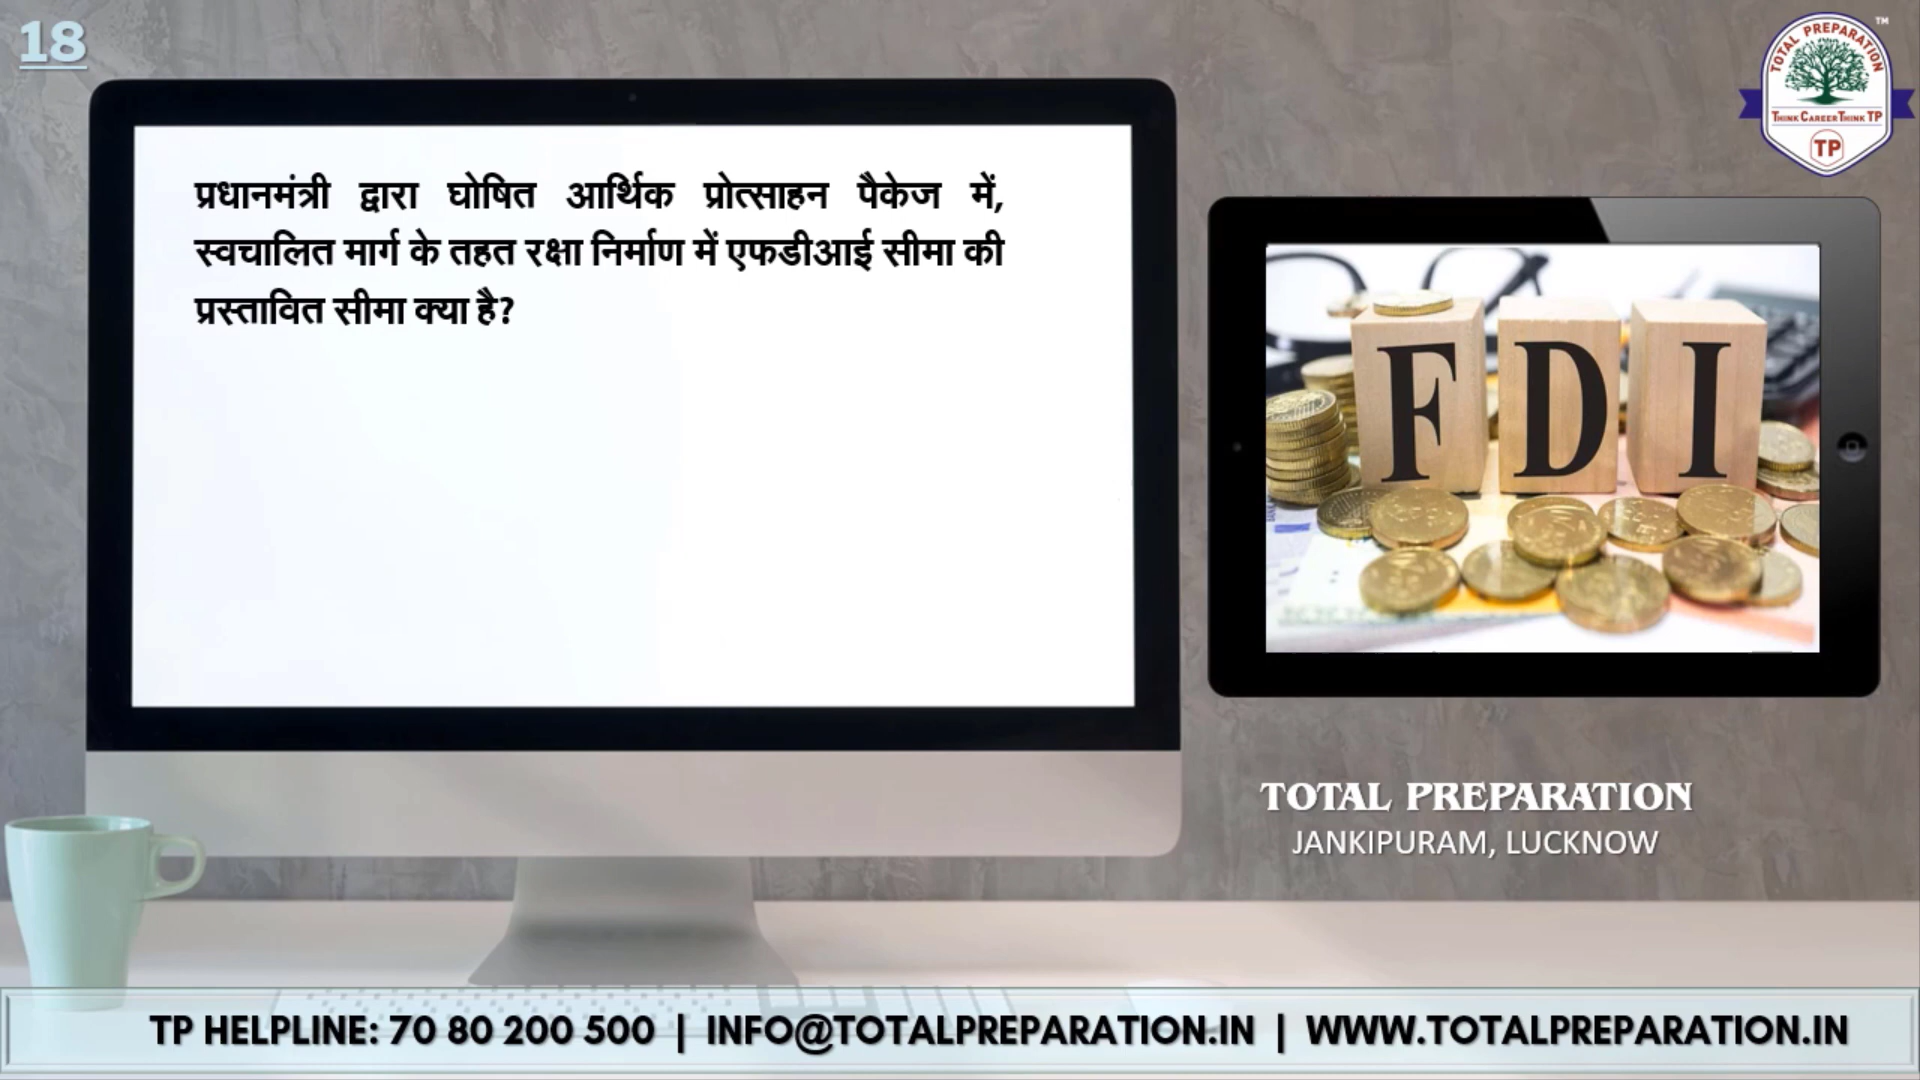 18
TM
TOTAL PREPARATION
THINK CAREER THINK TP
TP
प्रधानमंत्री द्वारा घोषित आर्थिक प्रोत्साहन पैकेज में,
स्वचालित मार्ग के तहत रक्षा निर्माण में एफडीआई सीमा की
प्रस्तावित सीमा क्या है?
F D I
TOTAL PREPARATION
JANKIPURAM, LUCKNOW
TP HELPLINE: 70 80 200 500 | INFO@TOTALPREPARATION.IN | WWW.TOTALPREPARATION.IN